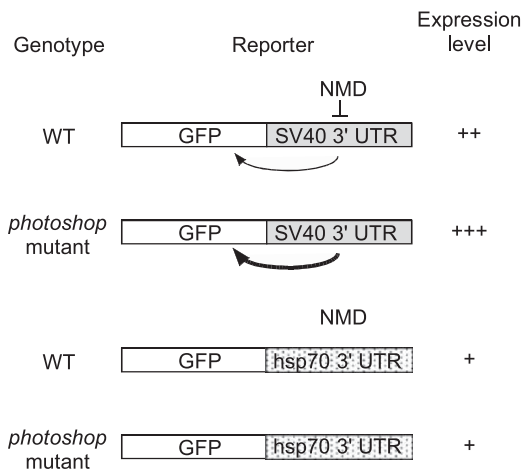 Genotype Reporter Expression level
NMD
WT GFP SV40 3' UTR ++
photoshop mutant GFP SV40 3' UTR +++
NMD
WT GFP hsp70 3' UTR +
photoshop mutant GFP hsp70 3' UTR +